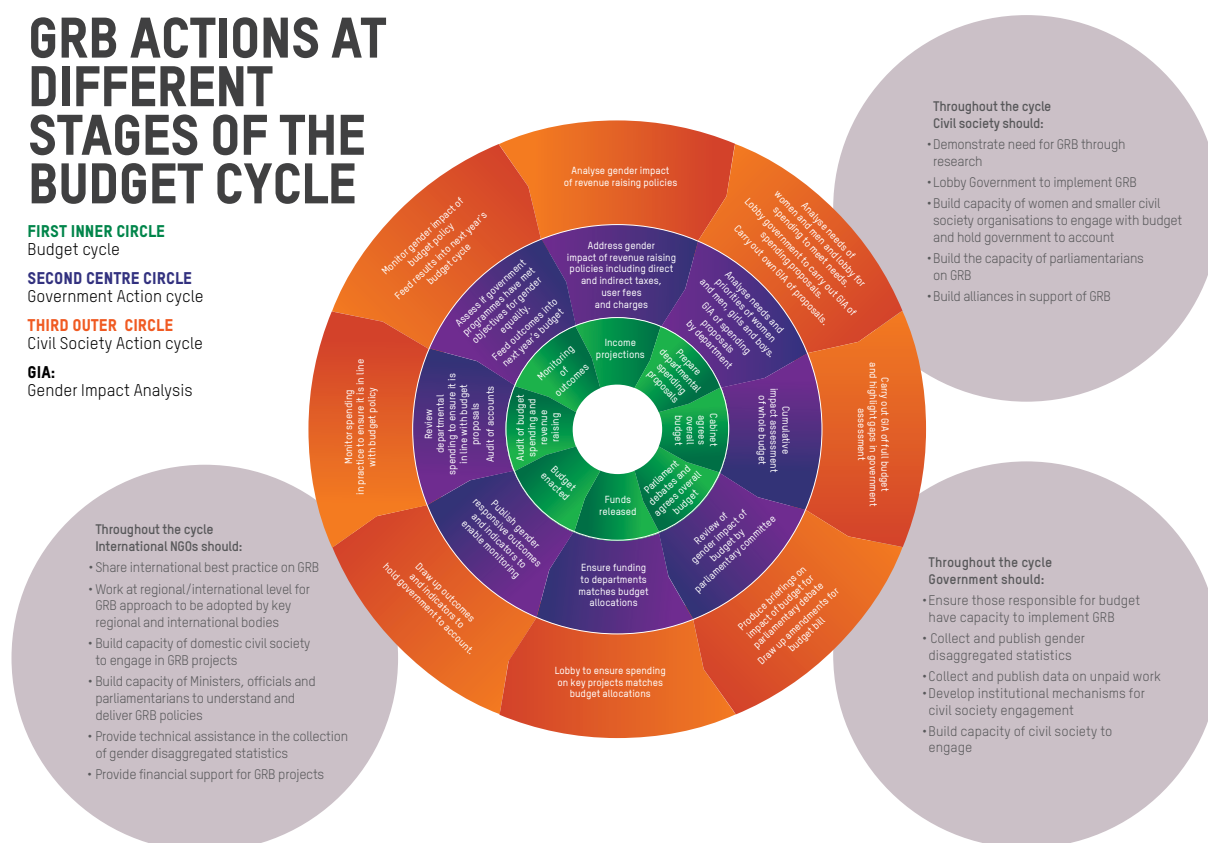 GRB ACTIONS AT
DIFFERENT
STAGES OF THE
BUDGET CYCLE
FIRST INNER CIRCLE
Budget cycle
SECOND CENTRE CIRCLE
Government Action cycle
THIRD OUTER CIRCLE
Civil Society Action cycle
GIA:
Gender Impact Analysis
Income
projections
Prepare
departmental
spending
proposals
Cabinet
agrees
overall
budget
Parliament
debates and
agrees overall
budget
Funds
released
Budget
enacted
Audit of budget
spending and
revenue
raising
Monitoring
of
outcomes
Address gender
impact of revenue raising
policies including direct
and indirect taxes,
user fees
and charges
Analyse needs and
priorities of women
and men, girls and boys.
GIA of spending
proposals
by department
Cumulative
impact assessment
of whole budget
Review of
gender impact of
budget by
parliamentary committee
Ensure funding
to departments
matches budget
allocations
Publish gender
responsive outcomes
and indicators to
enable monitoring
Review
departmental
spending to ensure it is
in line with budget
proposals
Audit of accounts
Assess if government
programmes have met
objectives for gender
equality.
Feed outcomes into
next year's budget
Analyse gender impact
of revenue raising policies
Analyse needs of
women and men and lobby for
spending to meet needs.
Lobby government to carry out GIA of
spending proposals.
Carry out own GIA of proposals.
Carry out GIA of full budget
and highlight gaps in government
assessment
Produce briefings on
impact of budget for
parliamentary debate
Draw up amendments for
budget bill
Lobby to ensure spending
on key projects matches
budget allocations
Draw up outcomes
and indicators to
hold government to account.
Monitor spending
in practice to ensure it is in line
with budget policy
Monitor gender impact of
budget policy
Feed results into next year's
budget cycle
Throughout the cycle
Civil society should:
• Demonstrate need for GRB through
research
• Lobby Government to implement GRB
• Build capacity of women and smaller civil
society organisations to engage with budget
and hold government to account
• Build the capacity of parliamentarians
on GRB
• Build alliances in support of GRB
Throughout the cycle
International NGOs should:
• Share international best practice on GRB
• Work at regional/international level for
GRB approach to be adopted by key
regional and international bodies
• Build capacity of domestic civil society
to engage in GRB projects
• Build capacity of Ministers, officials and
parliamentarians to understand and
deliver GRB policies
• Provide technical assistance in the collection
of gender disaggregated statistics
• Provide financial support for GRB projects
Throughout the cycle
Government should:
• Ensure those responsible for budget
have capacity to implement GRB
• Collect and publish gender
disaggregated statistics
• Collect and publish data on unpaid work
• Develop institutional mechanisms for
civil society engagement
• Build capacity of civil society to
engage